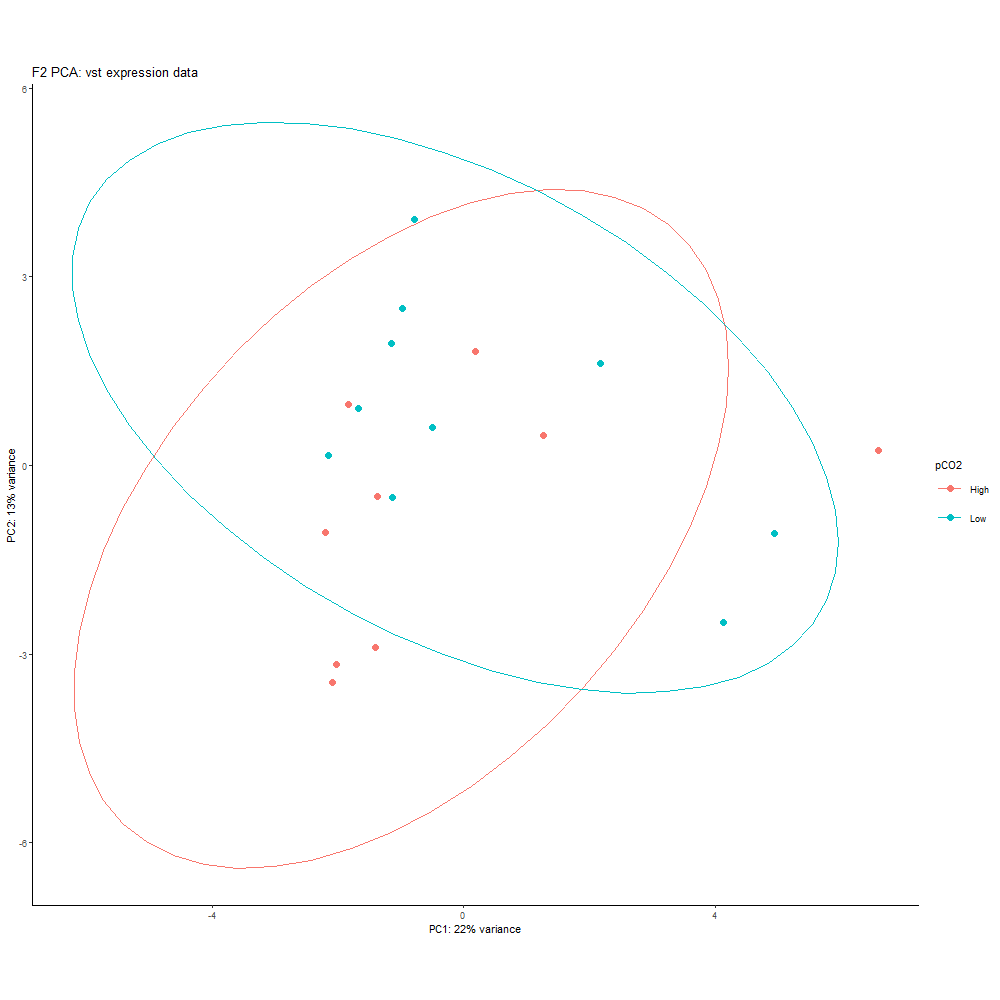 F2 PCA: vst expression data
6
3
0
-3
-6
PC2: 13% variance
-4
0
4
PC1: 22% variance
pCO2
High
Low